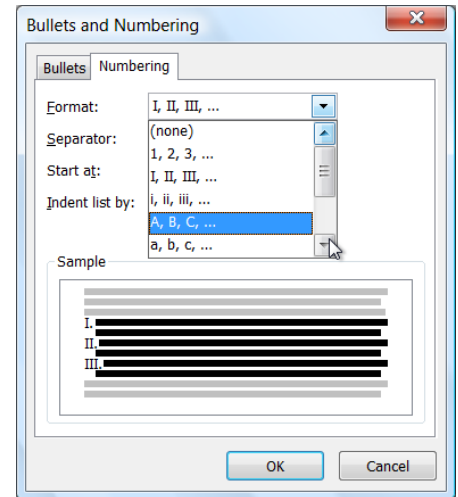 Bullets and Numbering
Bullets Numbering
Format: I, II, III, ...
(none)
Separator:
1, 2, 3, ...
Start at: I, II, III, ...
Indent list by: i, ii, iii, ...
A, B, C, ...
a, b, c, ...
Sample
I.
II.
III.
OK Cancel